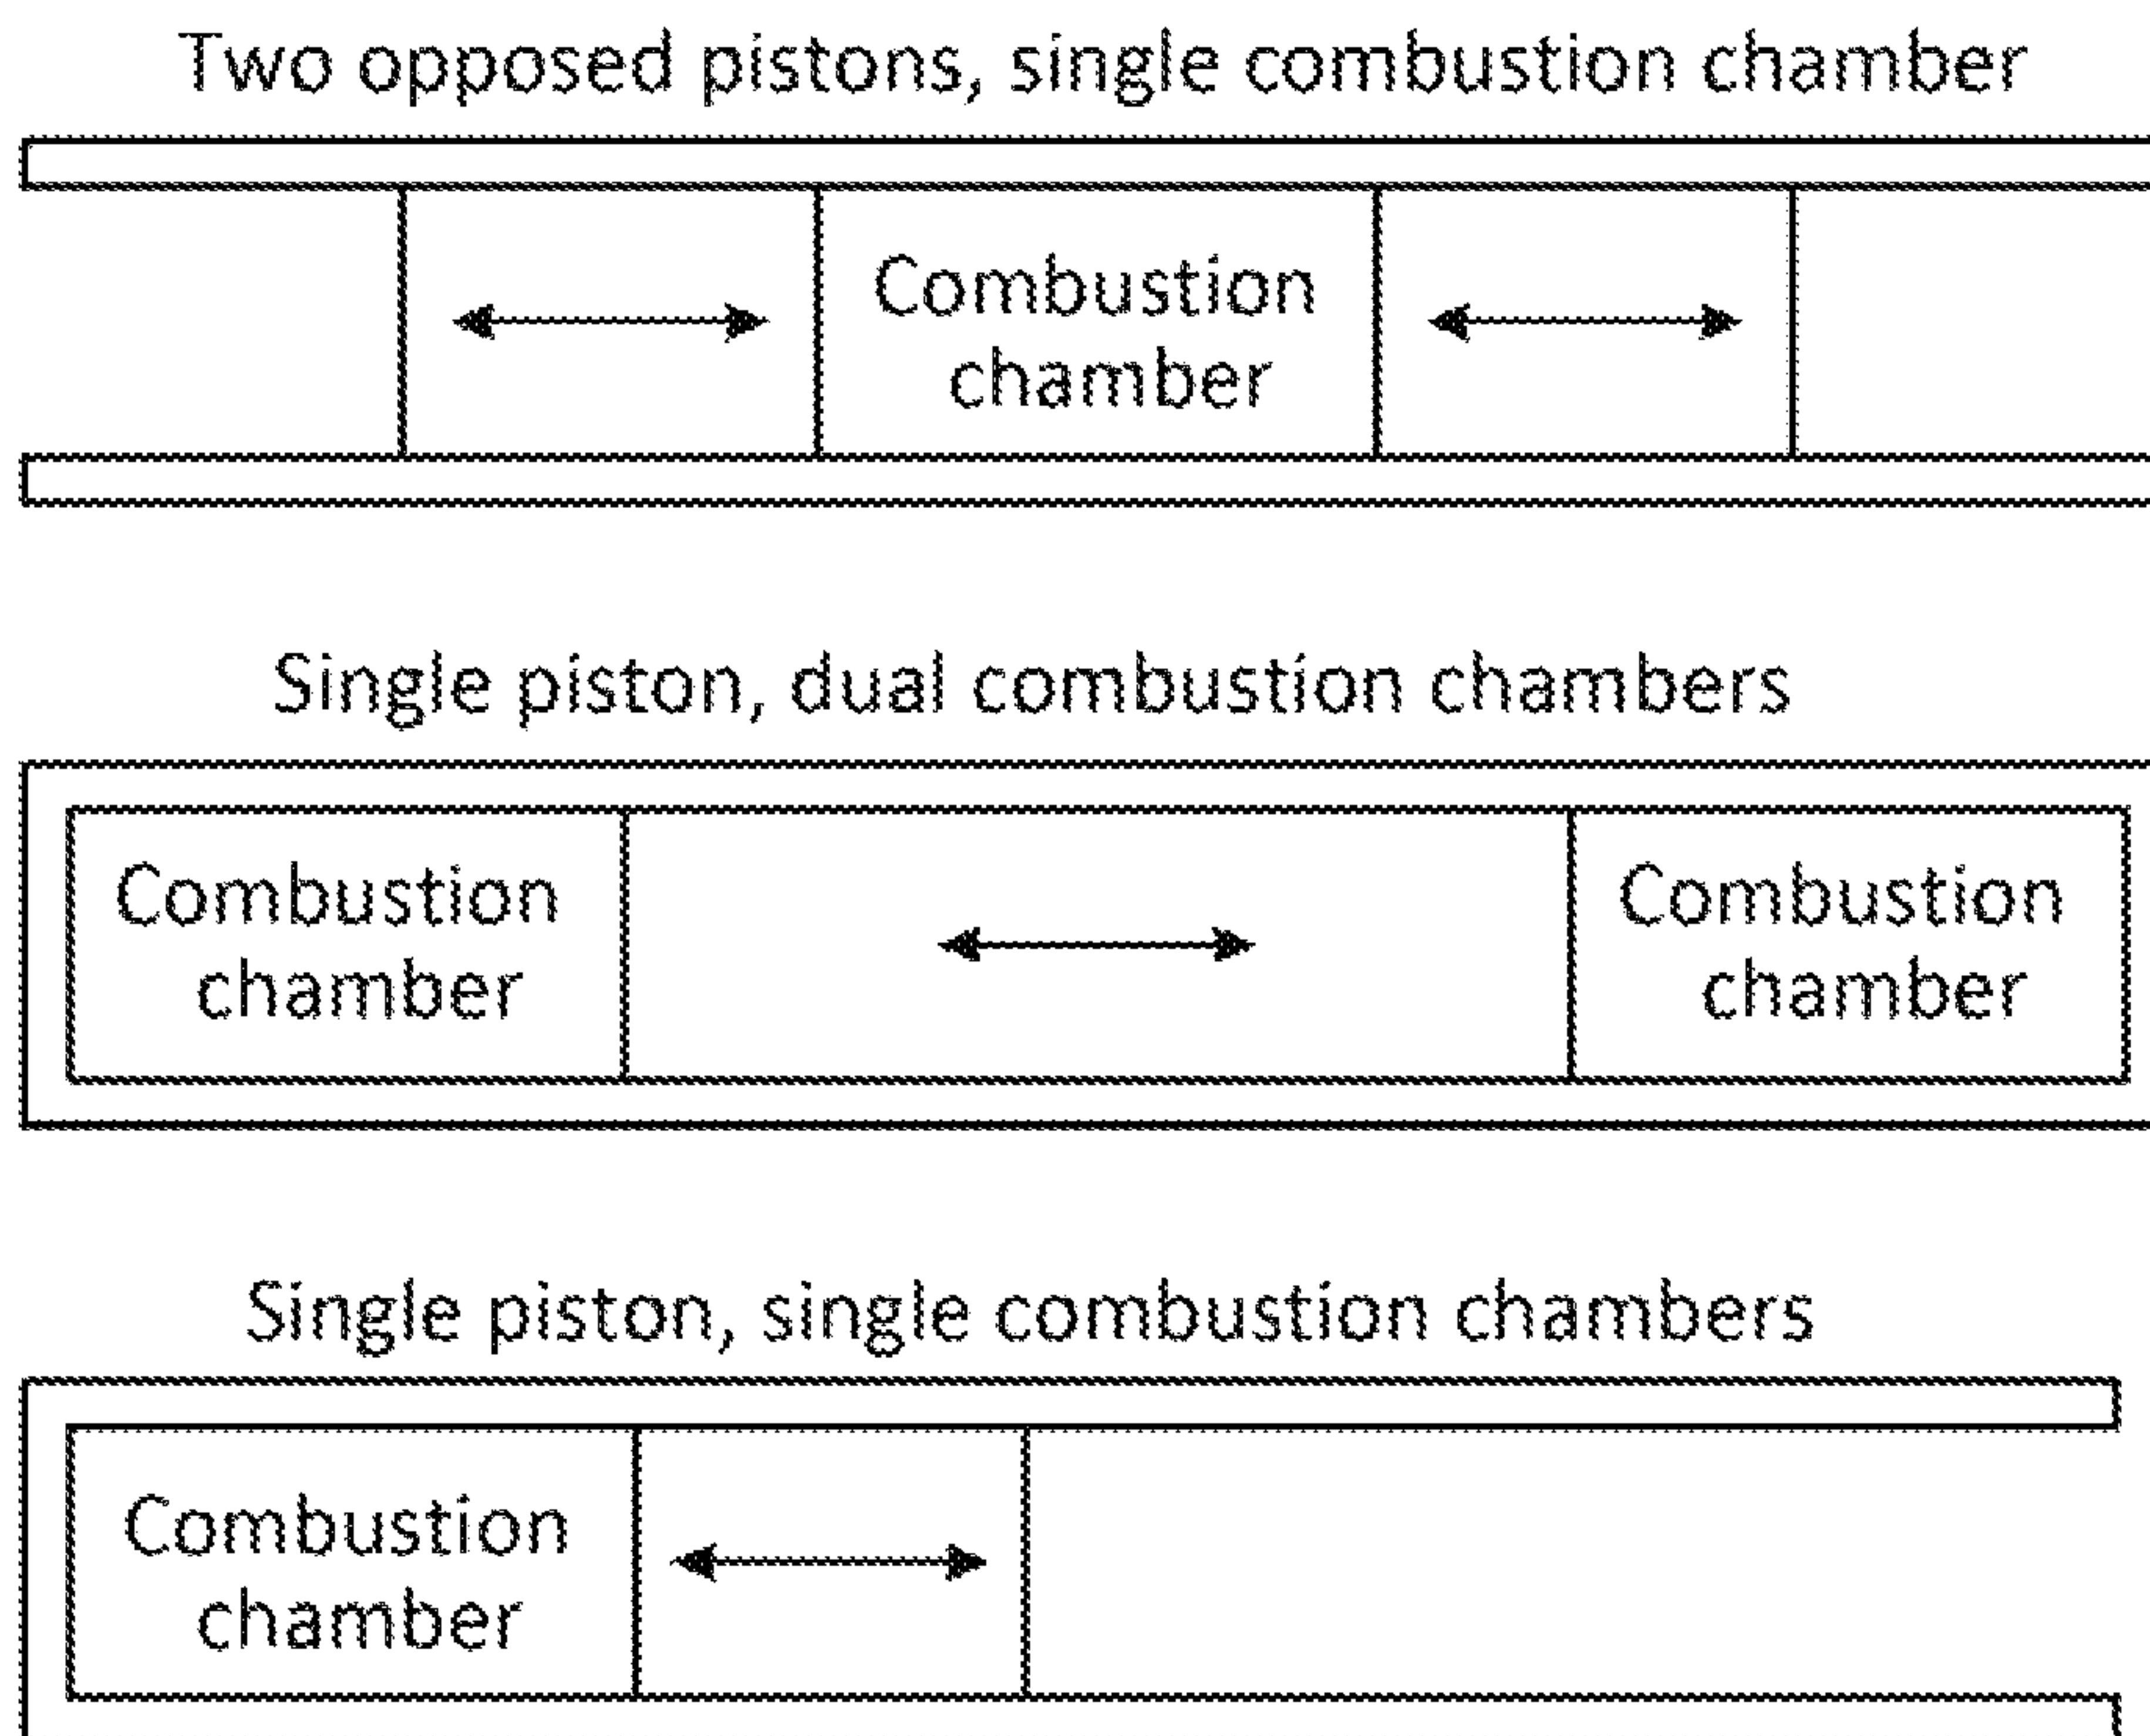 Two opposed pistons, single combustion chamber
Combustion
chamber
Single piston, dual combustion chambers
Combustion
chamber
Combustion
chamber
Single piston, single combustion chambers
Combustion
chamber